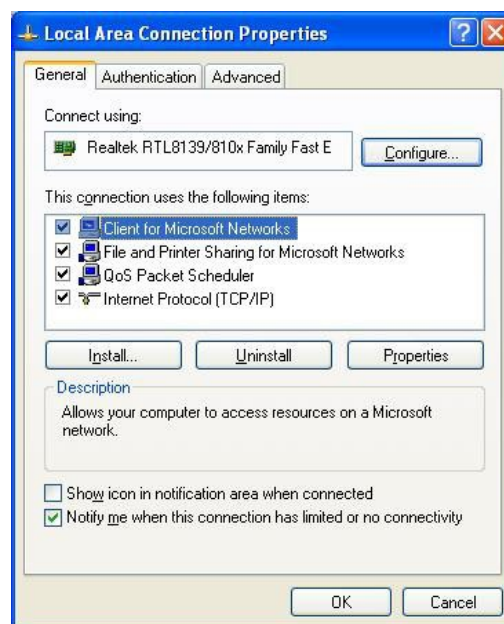 Local Area Connection Properties
General Authentication Advanced
Connect using:
Realtek RTL8139/810x Family Fast E
Configure...
This connection uses the following items:
Client for Microsoft Networks
File and Printer Sharing for Microsoft Networks
QoS Packet Scheduler
Internet Protocol (TCP/IP)
Install... Uninstall Properties
Description
Allows your computer to access resources on a Microsoft
network.
Show icon in notification area when connected
Notify me when this connection has limited or no connectivity
OK Cancel